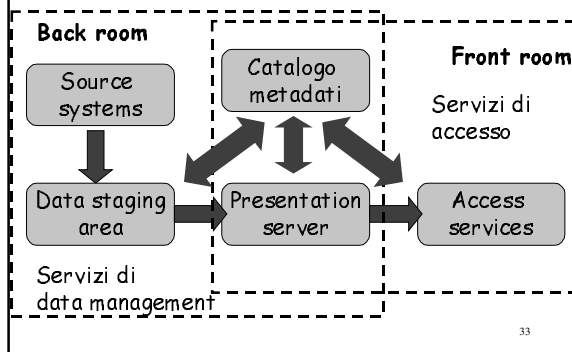 Back room
Front room
Source
systems
Catalogo
metadati
Servizi di
accesso
Data staging
area
Presentation
server
Access
services
Servizi di
data management
33